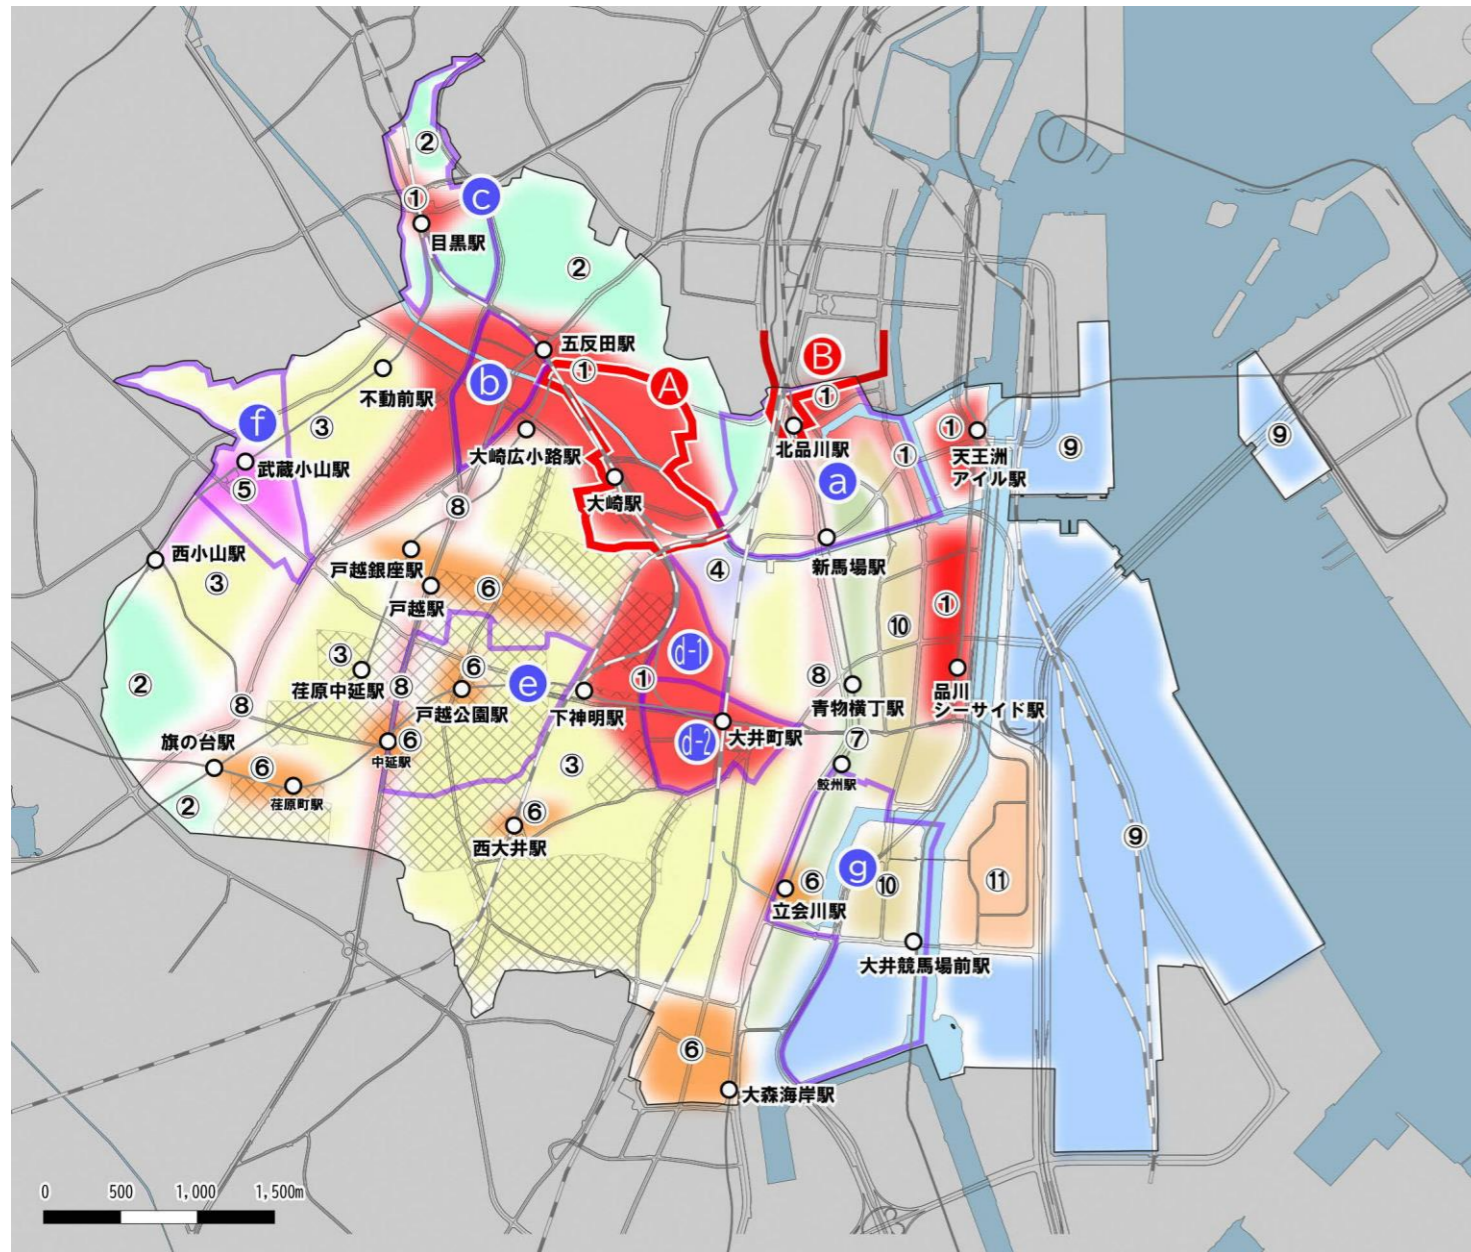 ②
①
c
目黒駅
②
五反田駅
①
B
①
A
b
不動前駅
f
③
武蔵小山駅
⑤
大崎広小路駅
大崎駅
北品川駅
①
①
天王洲
アイル駅
⑨
⑨
a
⑧
西小山駅
③
戸越銀座駅
⑥
戸越駅
④
新馬場駅
①
⑩
③
荏原中延駅
②
⑧
⑧
⑥
戸越公園駅
e
下神明駅
①
d-1
⑧
青物横丁駅
品川
シーサイド駅
旗の台駅
⑥
荏原町駅
②
⑥
中延駅
③
d-2
大井町駅
⑦
鮫洲駅
⑥
西大井駅
⑥
立会川駅
g
⑩
⑪
⑨
大井競馬場前駅
⑥
大森海岸駅
0 500 1,000 1,500m